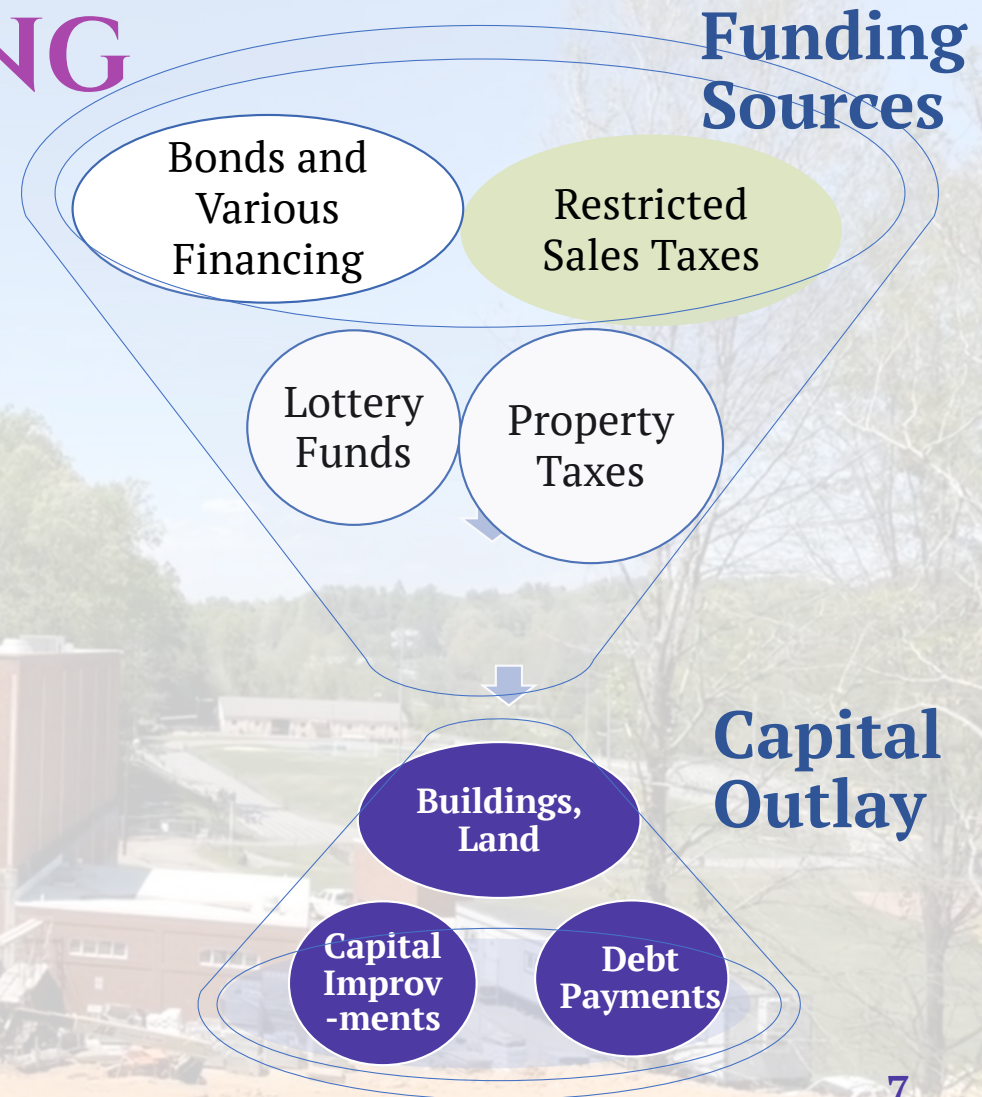 NG
Funding
Sources
Bonds and
Various
Financing
Restricted
Sales Taxes
Lottery
Funds
Property
Taxes
Capital
Outlay
Buildings,
Land
Capital
Improv
-ments
Debt
Payments
7